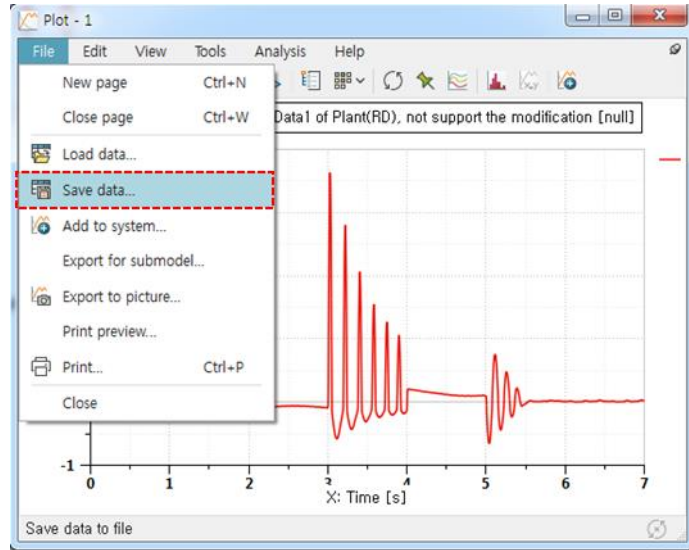 Plot - 1
File Edit View Tools Analysis Help
New page Ctrl+N
Close page Ctrl+W
Data1 of Plant(RD), not support the modification [null]
Load data...
Save data...
Add to system...
Export for submodel...
Export to picture...
Print preview...
Print... Ctrl+P
Close
-1
0 1 2 3 4 5 6 7
X: Time [s]
Save data to file